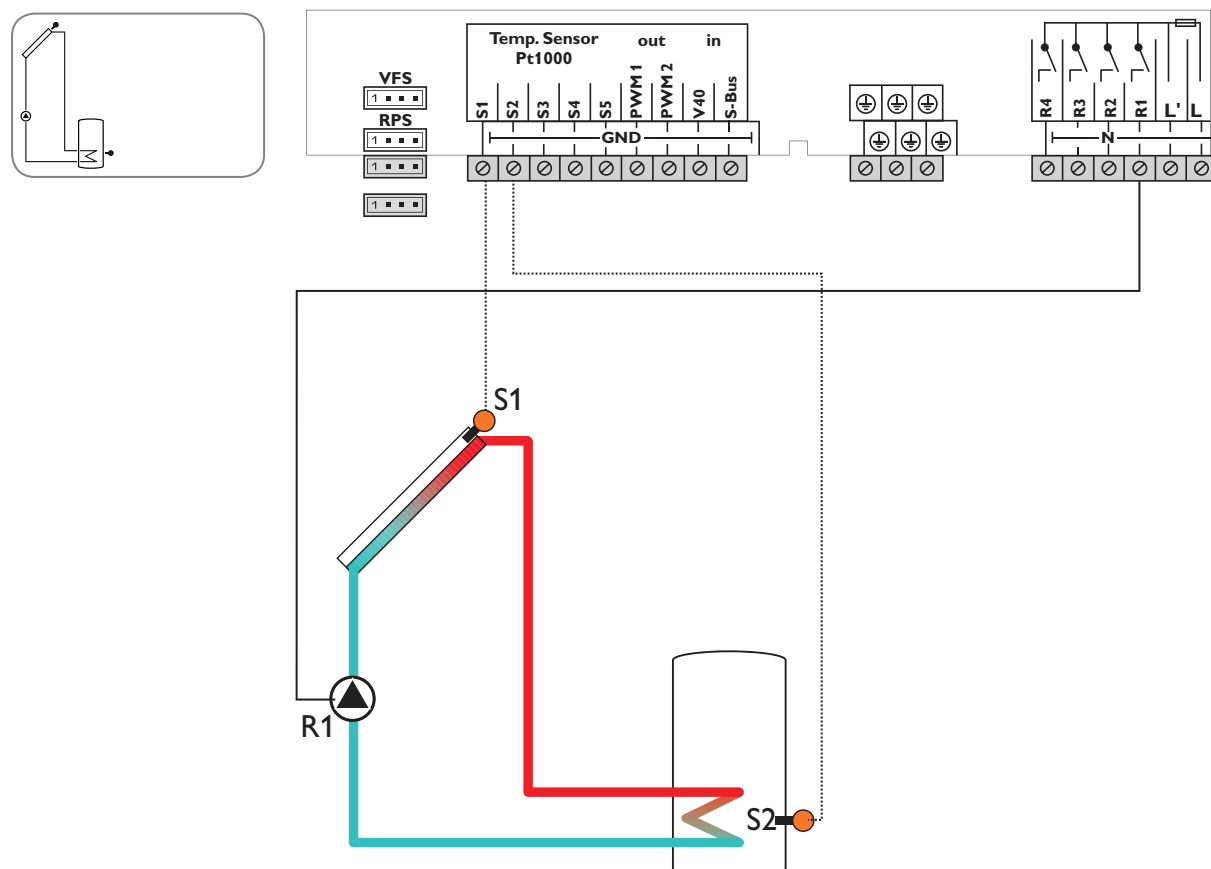 Temp. Sensor out in
Pt1000
VFS
1
RPS
1
1
1
S1 S2 S3 S4 S5 PWM 1 PWM 2 V40 S-Bus
GND
R4 R3 R2 R1 L' L
N
S1
R1
S2